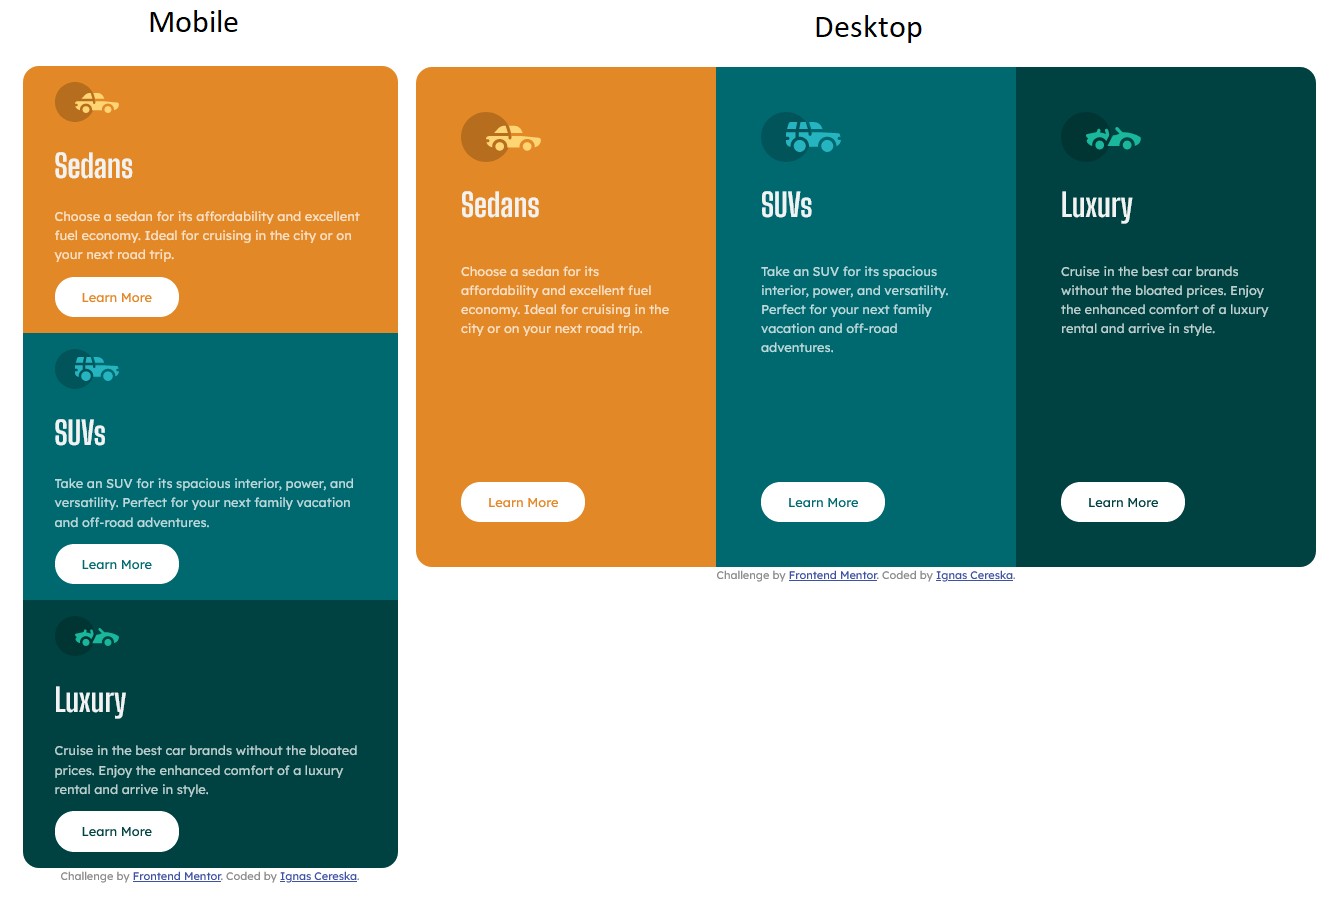 Mobile
Sedans
Choose a sedan for its affordability and excellent
fuel economy. Ideal for cruising in the city or on
your next road trip.
Learn More
SUVs
Take an SUV for its spacious interior, power, and
versatility. Perfect for your next family vacation
and off-road adventures.
Learn More
Luxury
Cruise in the best car brands without the bloated
prices. Enjoy the enhanced comfort of a luxury
rental and arrive in style.
Learn More
Challenge by Frontend Mentor. Coded by Ignas Cereska.
Desktop
Sedans
Choose a sedan for its
affordability and excellent fuel
economy. Ideal for cruising in the
city or on your next road trip.
Learn More
SUVs
Take an SUV for its spacious
interior, power, and versatility.
Perfect for your next family
vacation and off-road
adventures.
Learn More
Luxury
Cruise in the best car brands
without the bloated prices. Enjoy
the enhanced comfort of a luxury
rental and arrive in style.
Learn More
Challenge by Frontend Mentor. Coded by Ignas Cereska.